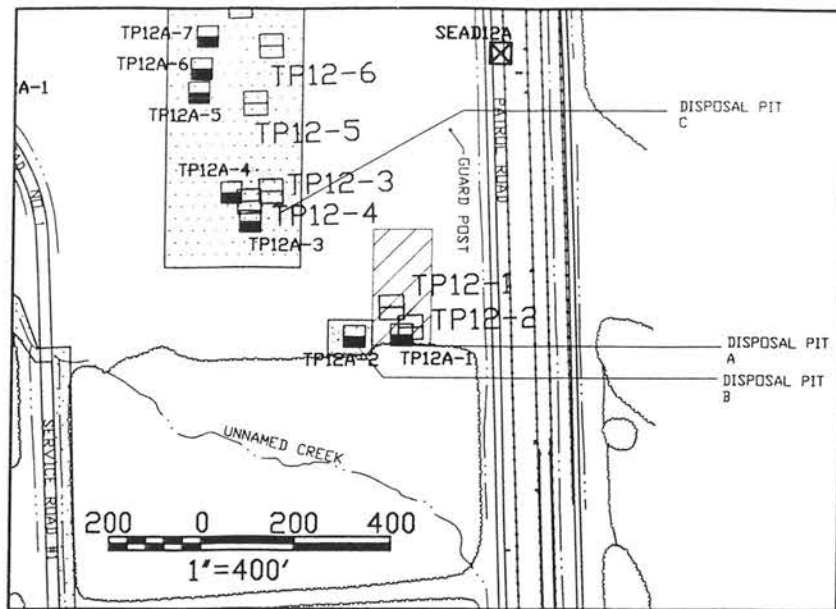 TP12A-7
SEAD12A
TP12A-6
TP12-6
A-1
TP12A-5
TP12-5
DISPOSAL PIT
C
PATROL ROAD
GUARD POST
TP12A-4
TP12-3
TP12-4
TP12A-3
TP12-1
TP12-2
TP12A-2
TP12A-1
DISPOSAL PIT
A
DISPOSAL PIT
B
UNNAMED CREEK
SERVICE ROAD #1
200 0 200 400
1"=400'